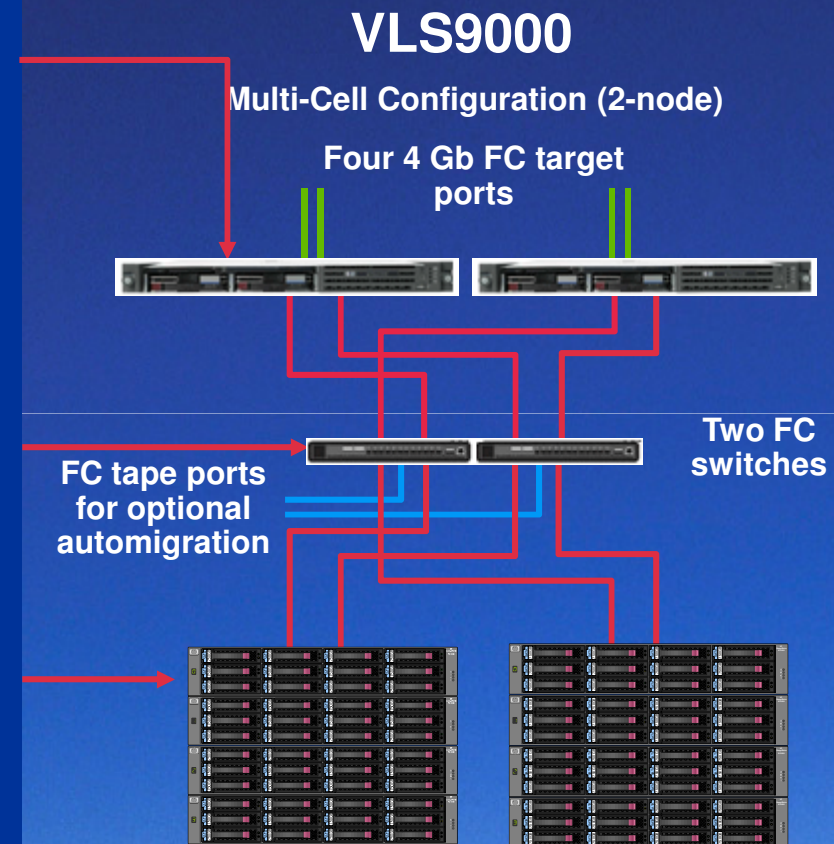 VLS9000
Multi-Cell Configuration (2-node)
Four 4 Gb FC target
ports
Two FC
switches
FC tape ports
for optional
automigration